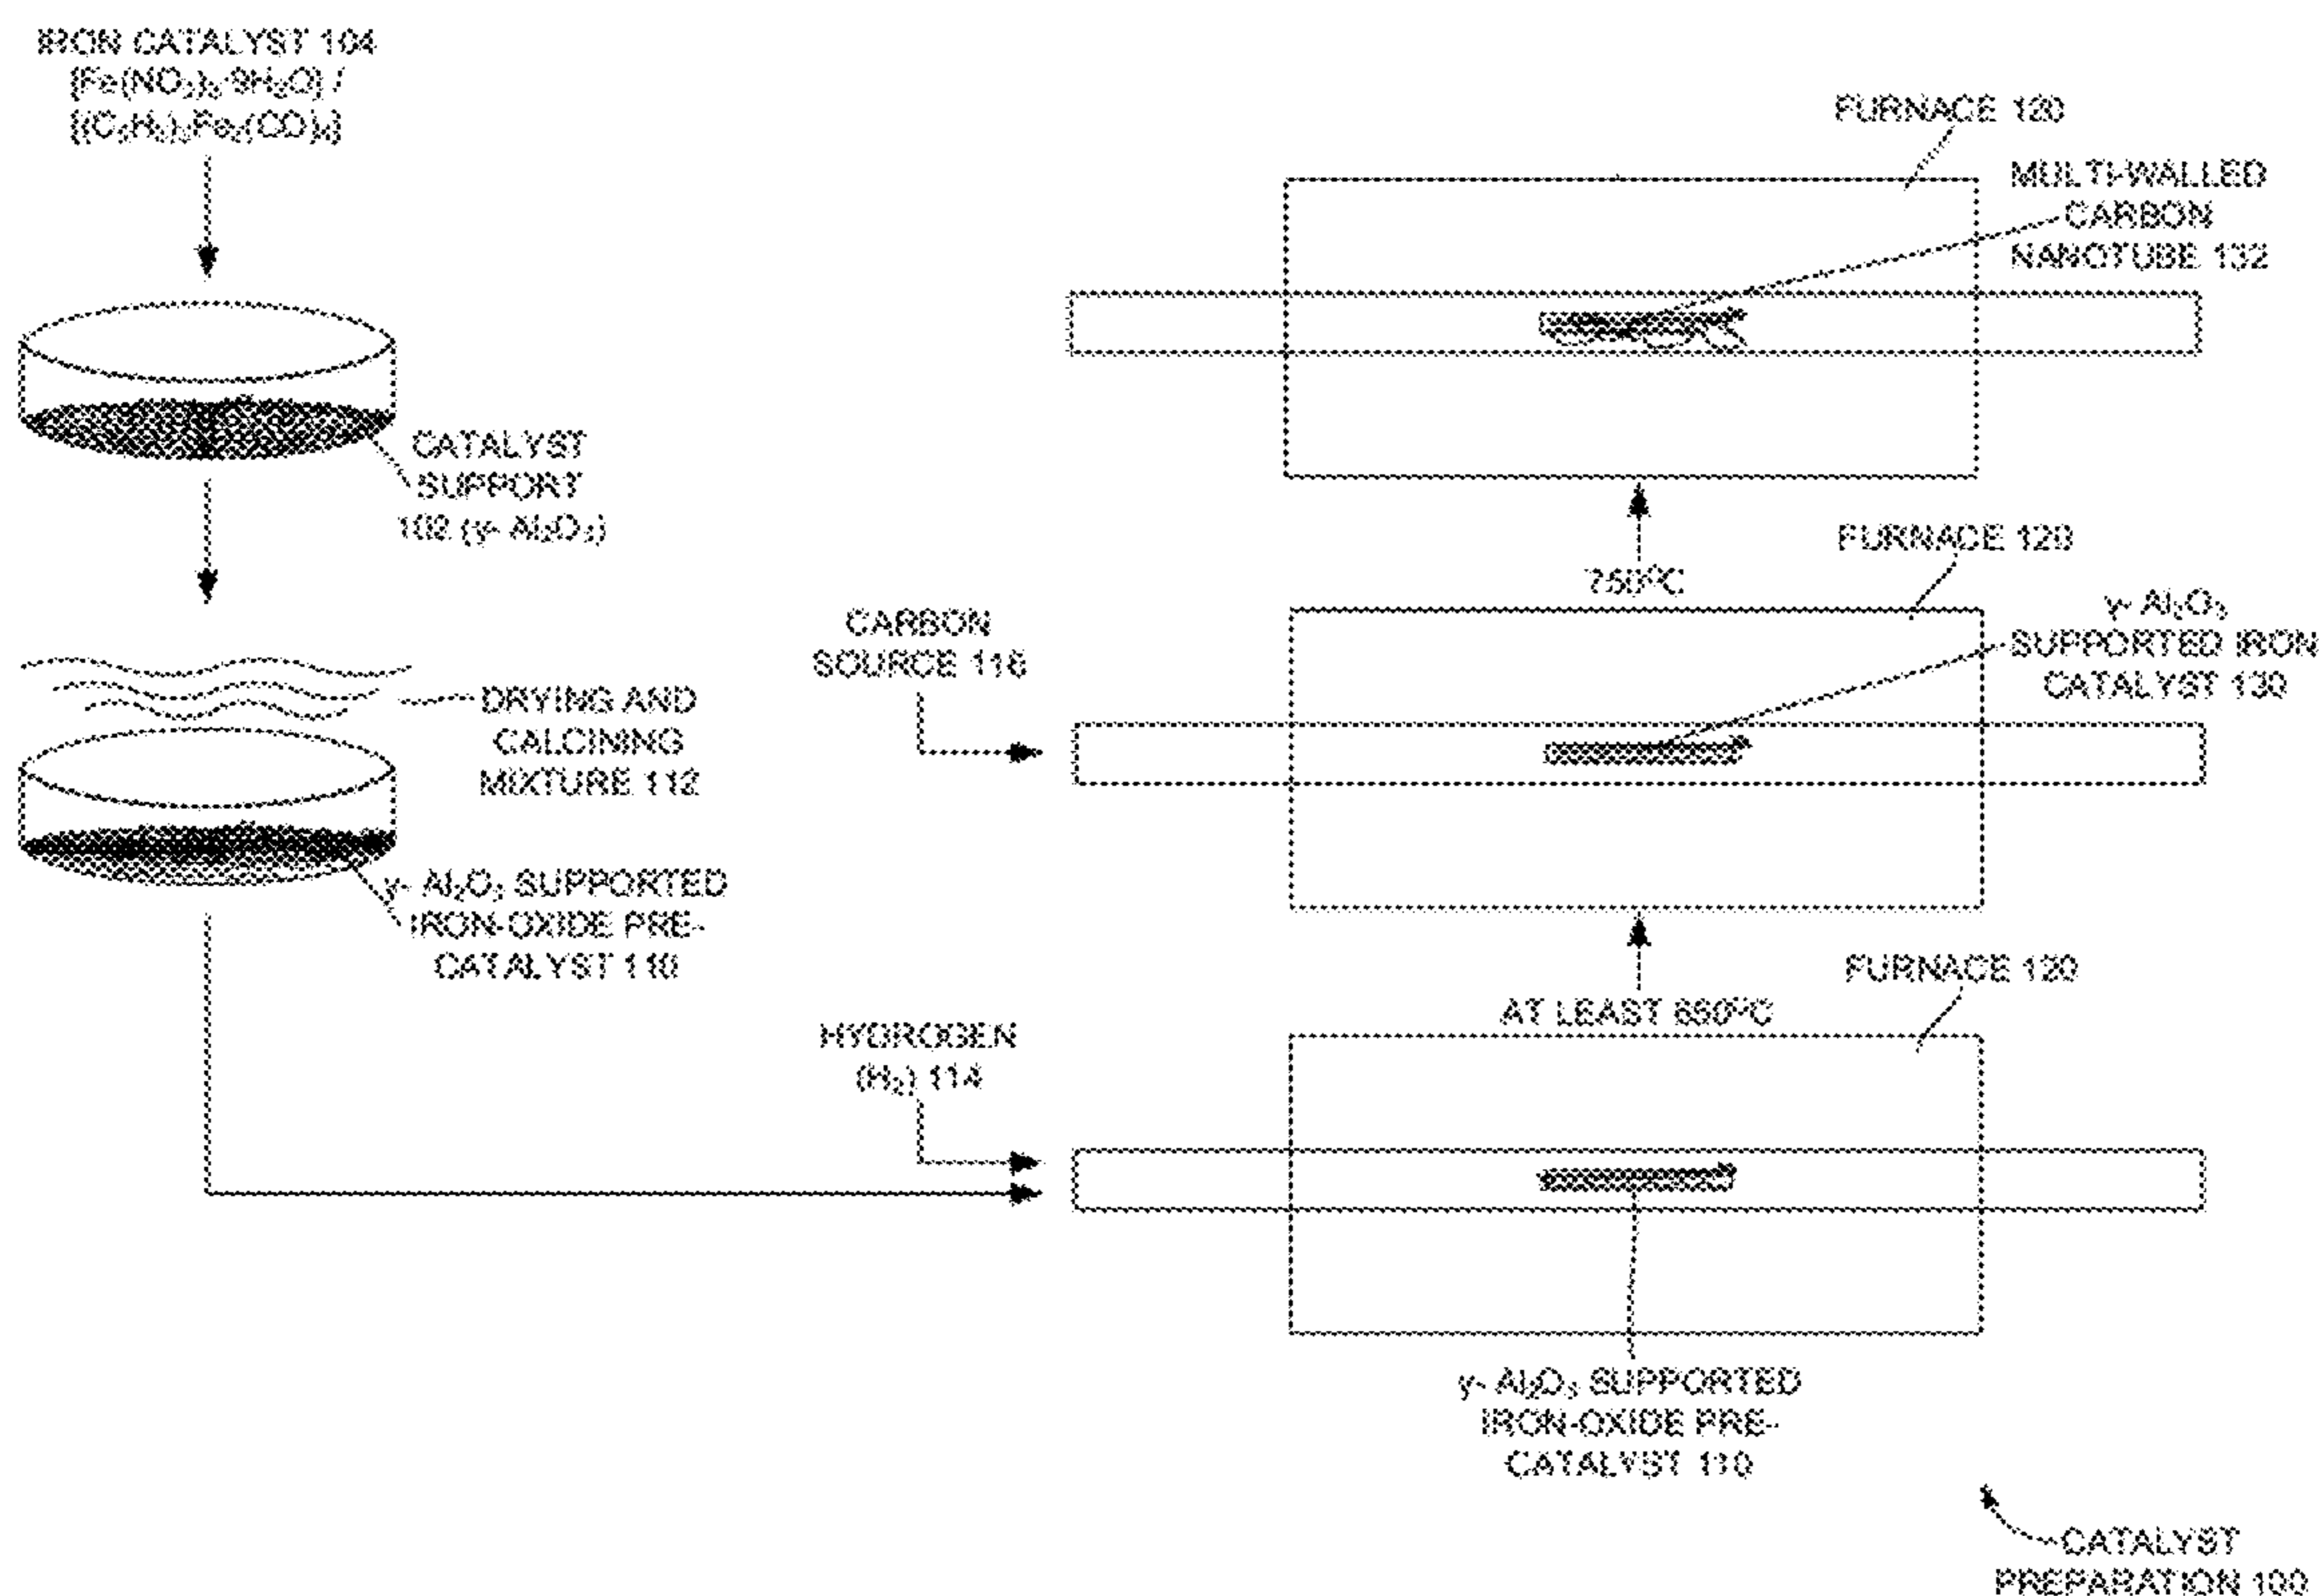 IRON CATALYST 104
[Fe(NO₃)₃·9H₂O] /
[(C₅H₅)₂Fe₂(CO)₄]
CATALYST
SUPPORT
102 (γ- Al₂O₃)
DRYING AND
CALCINING
MIXTURE 112
γ- Al₂O₃ SUPPORTED
IRON-OXIDE PRE-
CATALYST 110
FURNACE 120
MULTI-WALLED
CARBON
NANOTUBE 132
750⁰C
FURNACE 120
CARBON
SOURCE 116
γ- Al₂O₃
SUPPORTED IRON
CATALYST 130
FURNACE 120
AT LEAST
HYDROGEN
(H₂) 114
γ- Al₂O₃ SUPPORTED
IRON-OXIDE PRE-
CATALYST 110
CATALYST
PREPARATION 100